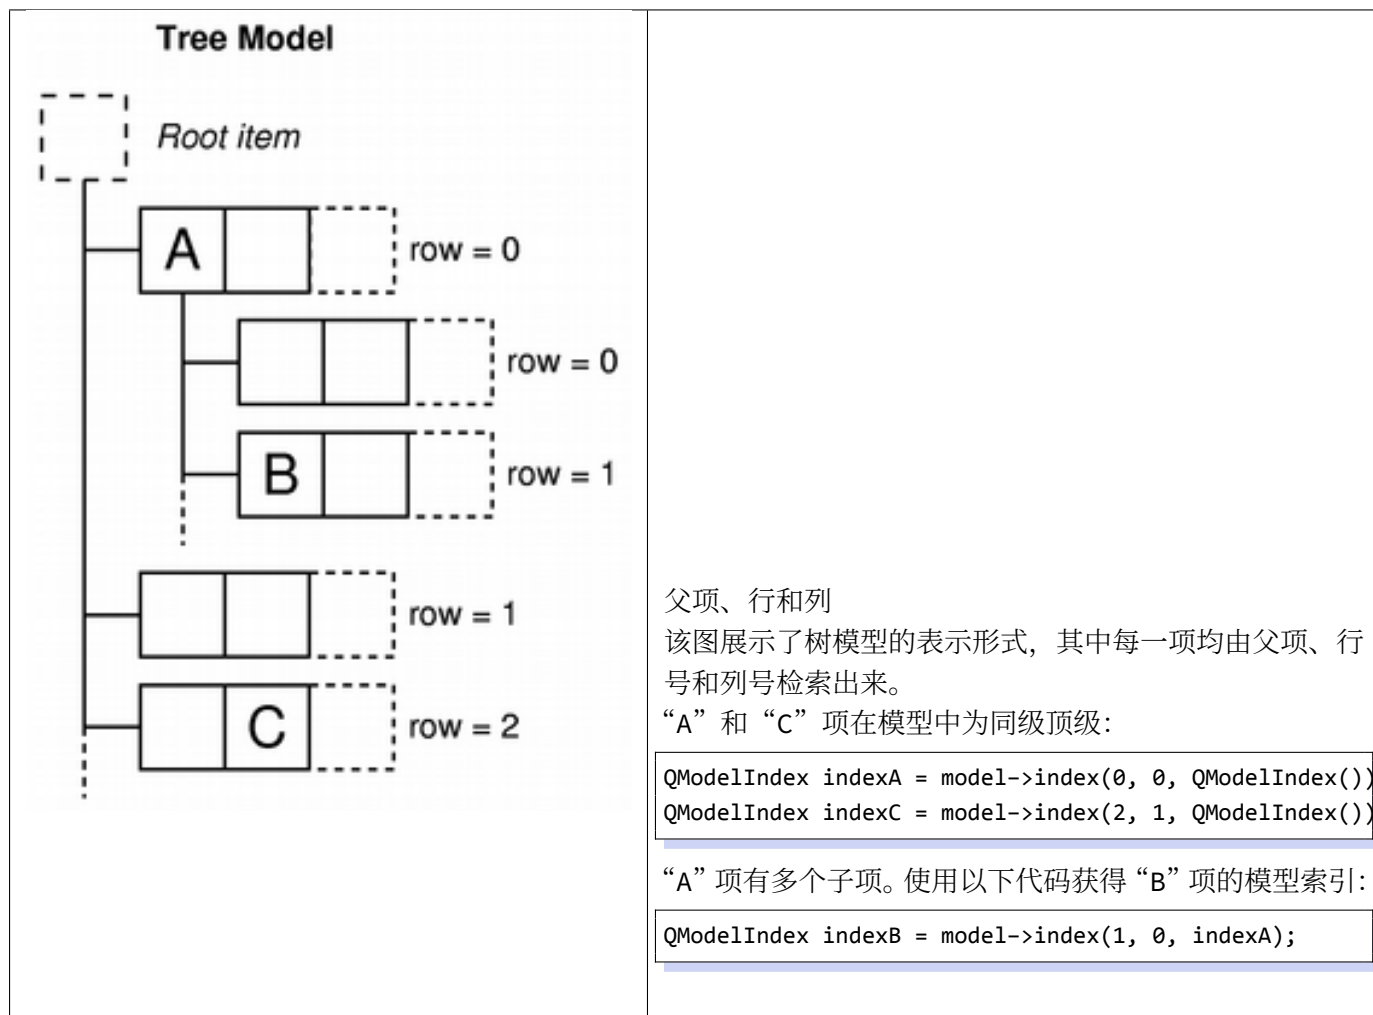 Tree Model
Root item
A
row = 0
row = 0
B
row = 1
row = 1
C
row = 2
父项、行和列
该图展示了树模型的表示形式，其中每一项均由父项、行
号和列号检索出来。
“A”和“C”项在模型中为同级顶级：
QModelIndex indexA = model->index(0, 0, QModelIndex())
QModelIndex indexC = model->index(2, 1, QModelIndex())
“A”项有多个子项。使用以下代码获得“B”项的模型索引：
QModelIndex indexB = model->index(1, 0, indexA);